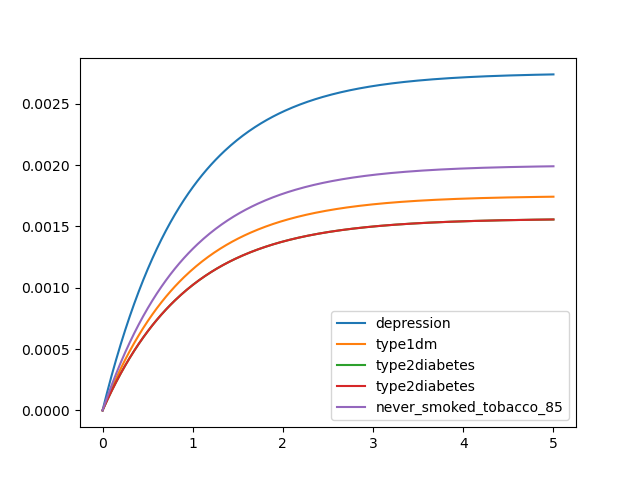 0.0025
0.0020
0.0015
0.0010
0.0005
0.0000
depression
type1dm
type2diabetes
type2diabetes
never_smoked_tobacco_85
0 1 2 3 4 5